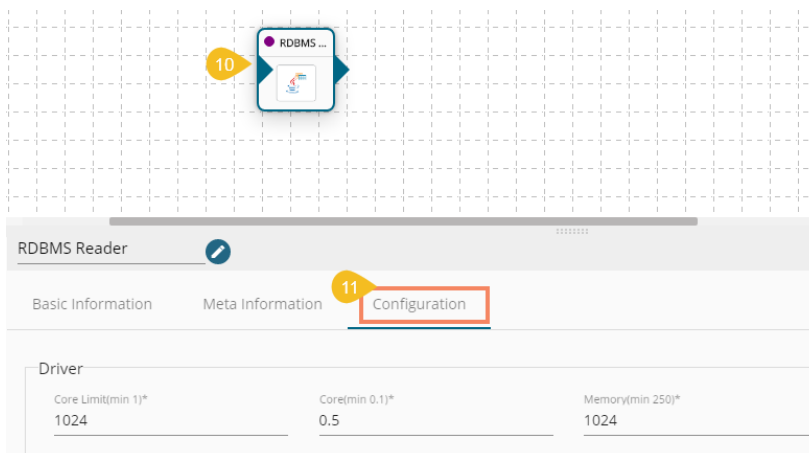 RDBMS ...
10
RDBMS Reader
11
Basic Information Meta Information Configuration
Driver
Core Limit(min 1)* Core(min 0.1)* Memory(min 250)*
1024 0.5 1024